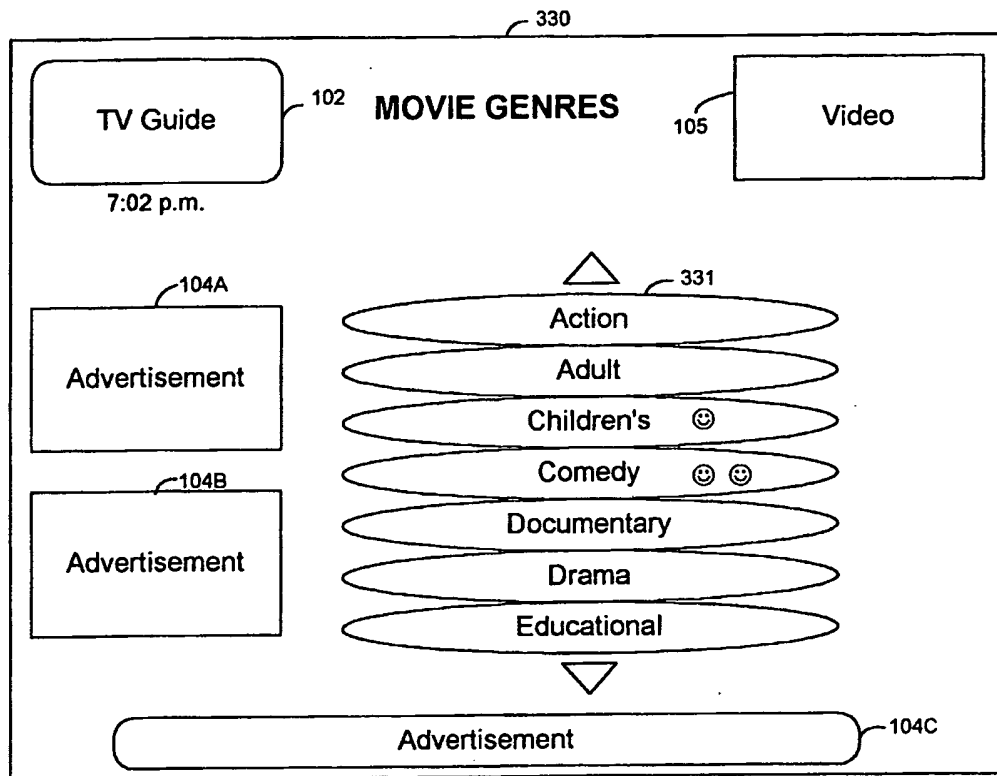 330
TV Guide
102
MOVIE GENRES
105
Video
7:02 p.m.
104A
Advertisement
104B
Advertisement
331
Action
Adult
Children's
Comedy
Documentary
Drama
Educational
Advertisement
104C